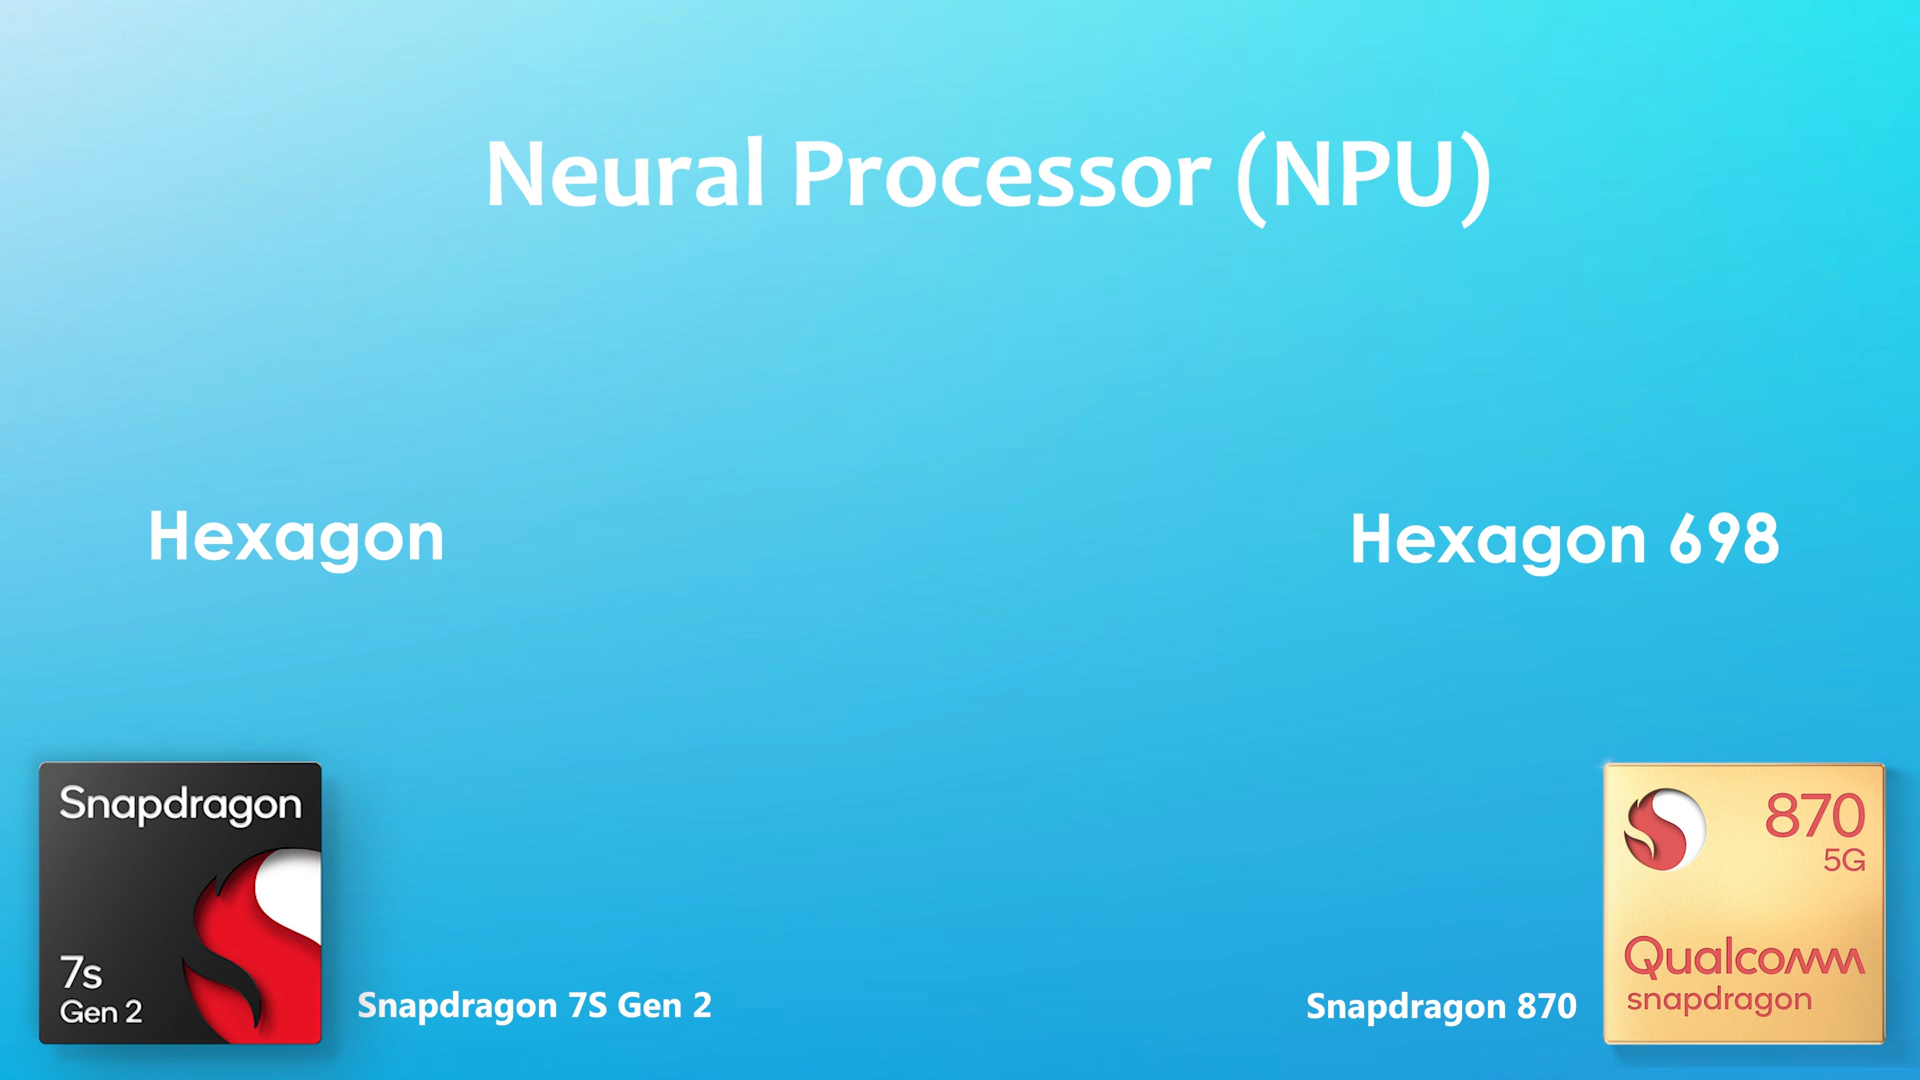 Neural Processor (NPU)
Hexagon
Hexagon 698
Snapdragon
7s
Gen 2
Snapdragon 7S Gen 2
Snapdragon 870
870
5G
Qualcomm
snapdragon